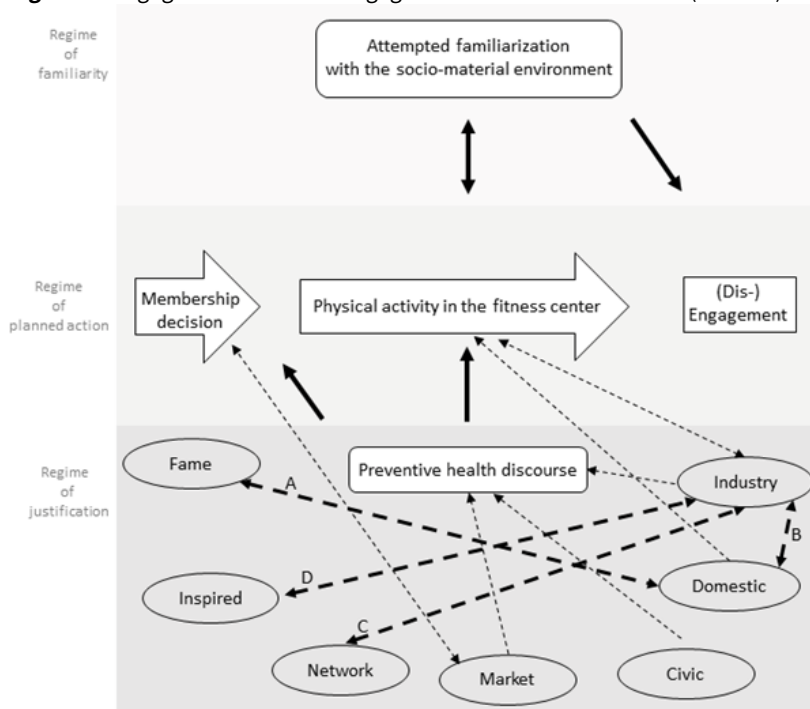 Regime
of
familiarity
Attempted familiarization
with the socio-material environment
Regime
of
planned action
Membership
decision
Physical activity in the fitness center
(Dis-)
Engagement
Regime
of
justification
Fame
Preventive health discourse
Industry
A
B
D
Inspired
Domestic
C
Network
Market
Civic